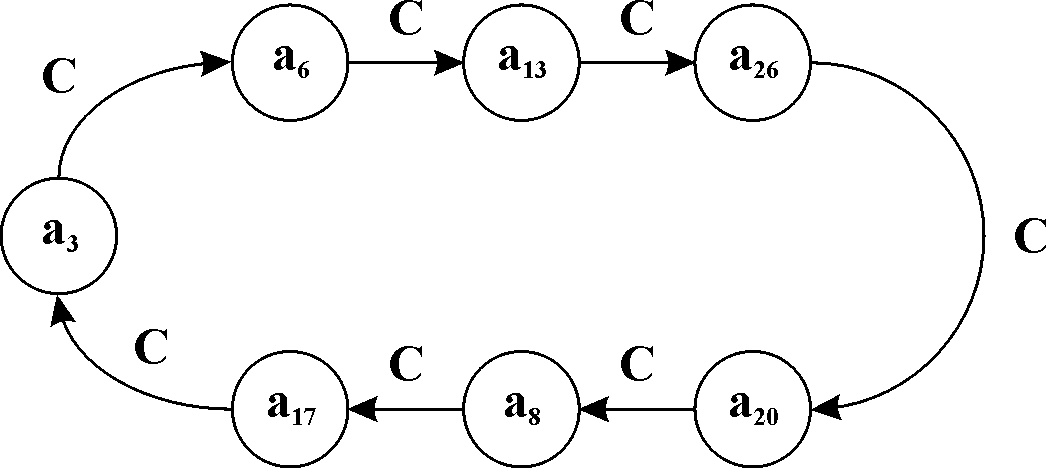 C C
a₆ a₁₃ a₂₆
C
a₃ C
C C C
a₁₇ a₈ a₂₀